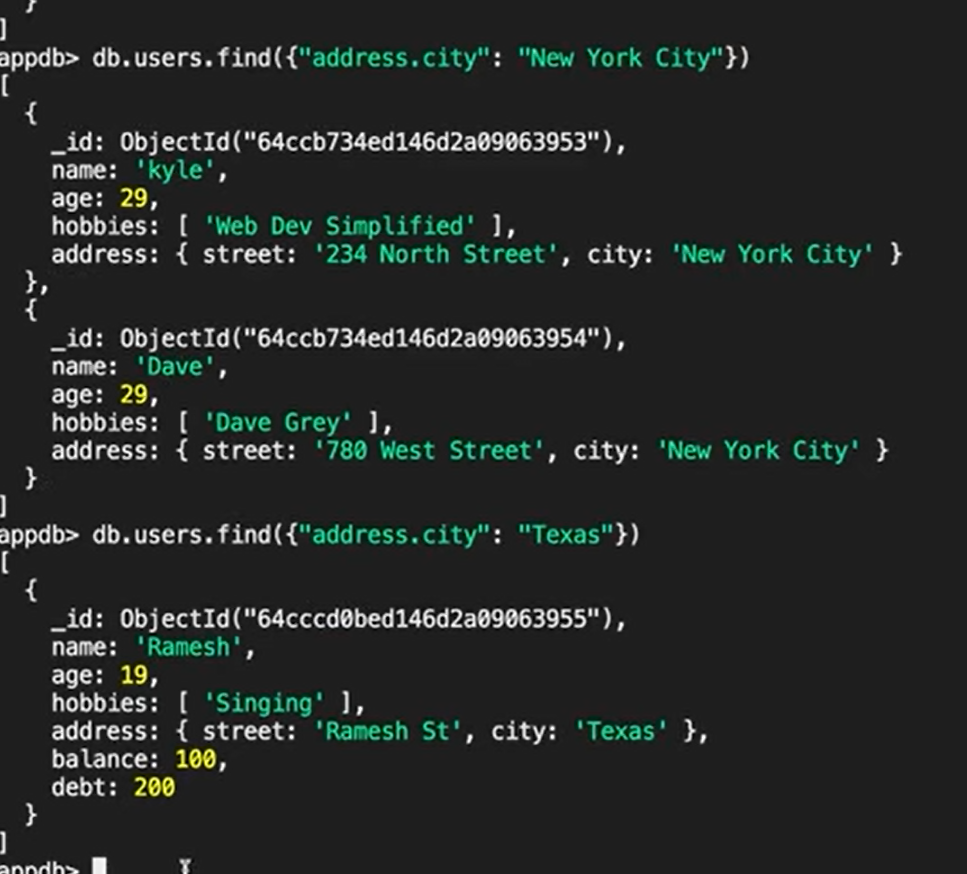 }
]
appdb> db.users.find({"address.city": "New York City"})
[
{
_id: ObjectId("64ccb734ed146d2a09063953"),
name: 'kyle',
age: 29,
hobbies: [ 'Web Dev Simplified' ],
address: { street: '234 North Street', city: 'New York City' }
},
{
_id: ObjectId("64ccb734ed146d2a09063954"),
name: 'Dave',
age: 29,
hobbies: [ 'Dave Grey' ],
address: { street: '780 West Street', city: 'New York City' }
}
]
appdb> db.users.find({"address.city": "Texas"})
[
{
_id: ObjectId("64cccd0bed146d2a09063955"),
name: 'Ramesh',
age: 19,
hobbies: [ 'Singing' ],
address: { street: 'Ramesh St', city: 'Texas' },
balance: 100,
debt: 200
}
]
appdb>